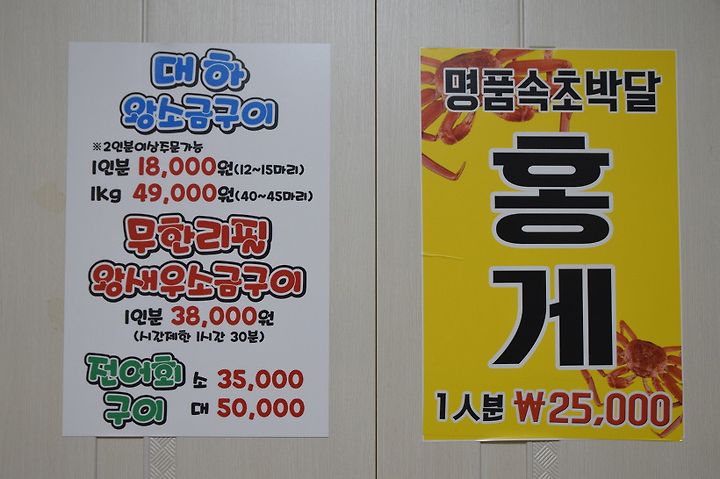 대하
왕소금구이
※2인분이상주문가능
1인분 18,000원(12~15마리)
1Kg 49,000원(40~45마리)
무한리필
왕새우소금구이
1인분 38,000원
(시간제한 1시간 30분)
전어회 소 35,000
구이 대 50,000
명품속초박달
홍
게
1人분 ₩25,000